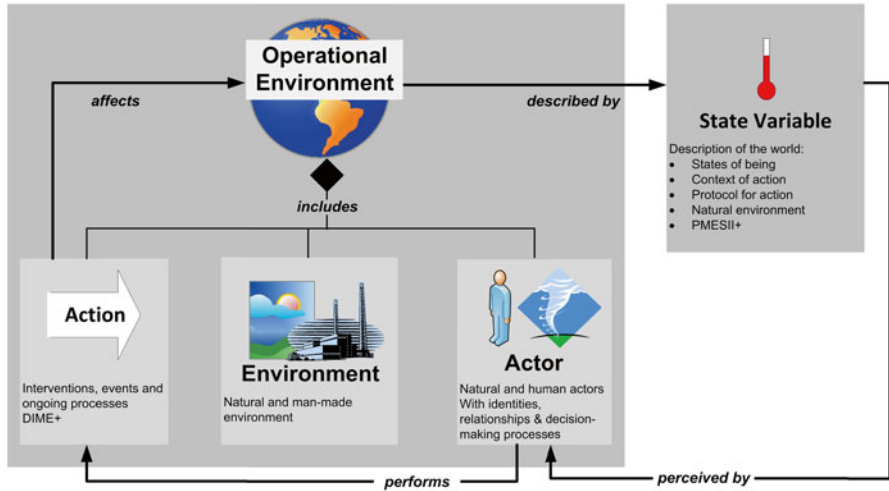 Operational
Environment
affects
described by
State Variable
Description of the world:
• States of being
• Context of action
• Protocol for action
• Natural environment
• PMESII+
includes
Action
Interventions, events and
ongoing processes
DIME+
Environment
Natural and man-made
environment
Actor
Natural and human actors
With identities,
relationships & decision-
making processes
performs
perceived by